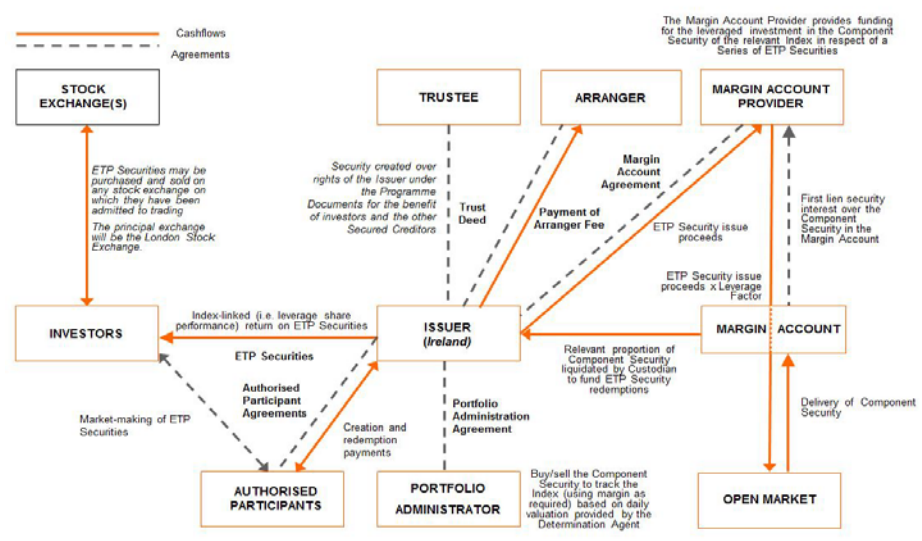 Cashflows
Agreements
The Margin Account Provider provides funding
for the leveraged investment in the Component
Security of the relevant Index in respect of a
Series of ETP Securities
STOCK
EXCHANGE(S)
TRUSTEE
ARRANGER
MARGIN ACCOUNT
PROVIDER
ETP Securities may be
purchased and sold on
any stock exchange on
which they have been
admitted to trading
The principal exchange
will be the London Stock
Exchange.
Security created over
rights of the Issuer under
the Programme
Documents for the benefit
of investors and the other
Secured Creditors
Trust
Deed
Payment of
Arranger Fee
Margin
Account
Agreement
ETP Security issue
proceeds
First lien security
interest over the
Component
Security in the
Margin Account
ETP Security issue
proceeds x Leverage
Factor
INVESTORS
Index-linked (i.e. leverage share
performance) return on ETP Securities
ETP Securities
ISSUER
(Ireland)
MARGIN ACCOUNT
Relevant proportion of
Component Security
liquidated by Custodian
to fund ETP Security
redemptions
Authorised
Participant
Agreements
Market-making of ETP
Securities
Creation and
redemption
payments
Portfolio
Administration
Agreement
Delivery of Component
Security
AUTHORISED
PARTICIPANTS
PORTFOLIO
ADMINISTRATOR
Buy/sell the Component
Security to track the
Index (using margin as
required) based on daily
valuation provided by the
Determination Agent
OPEN MARKET